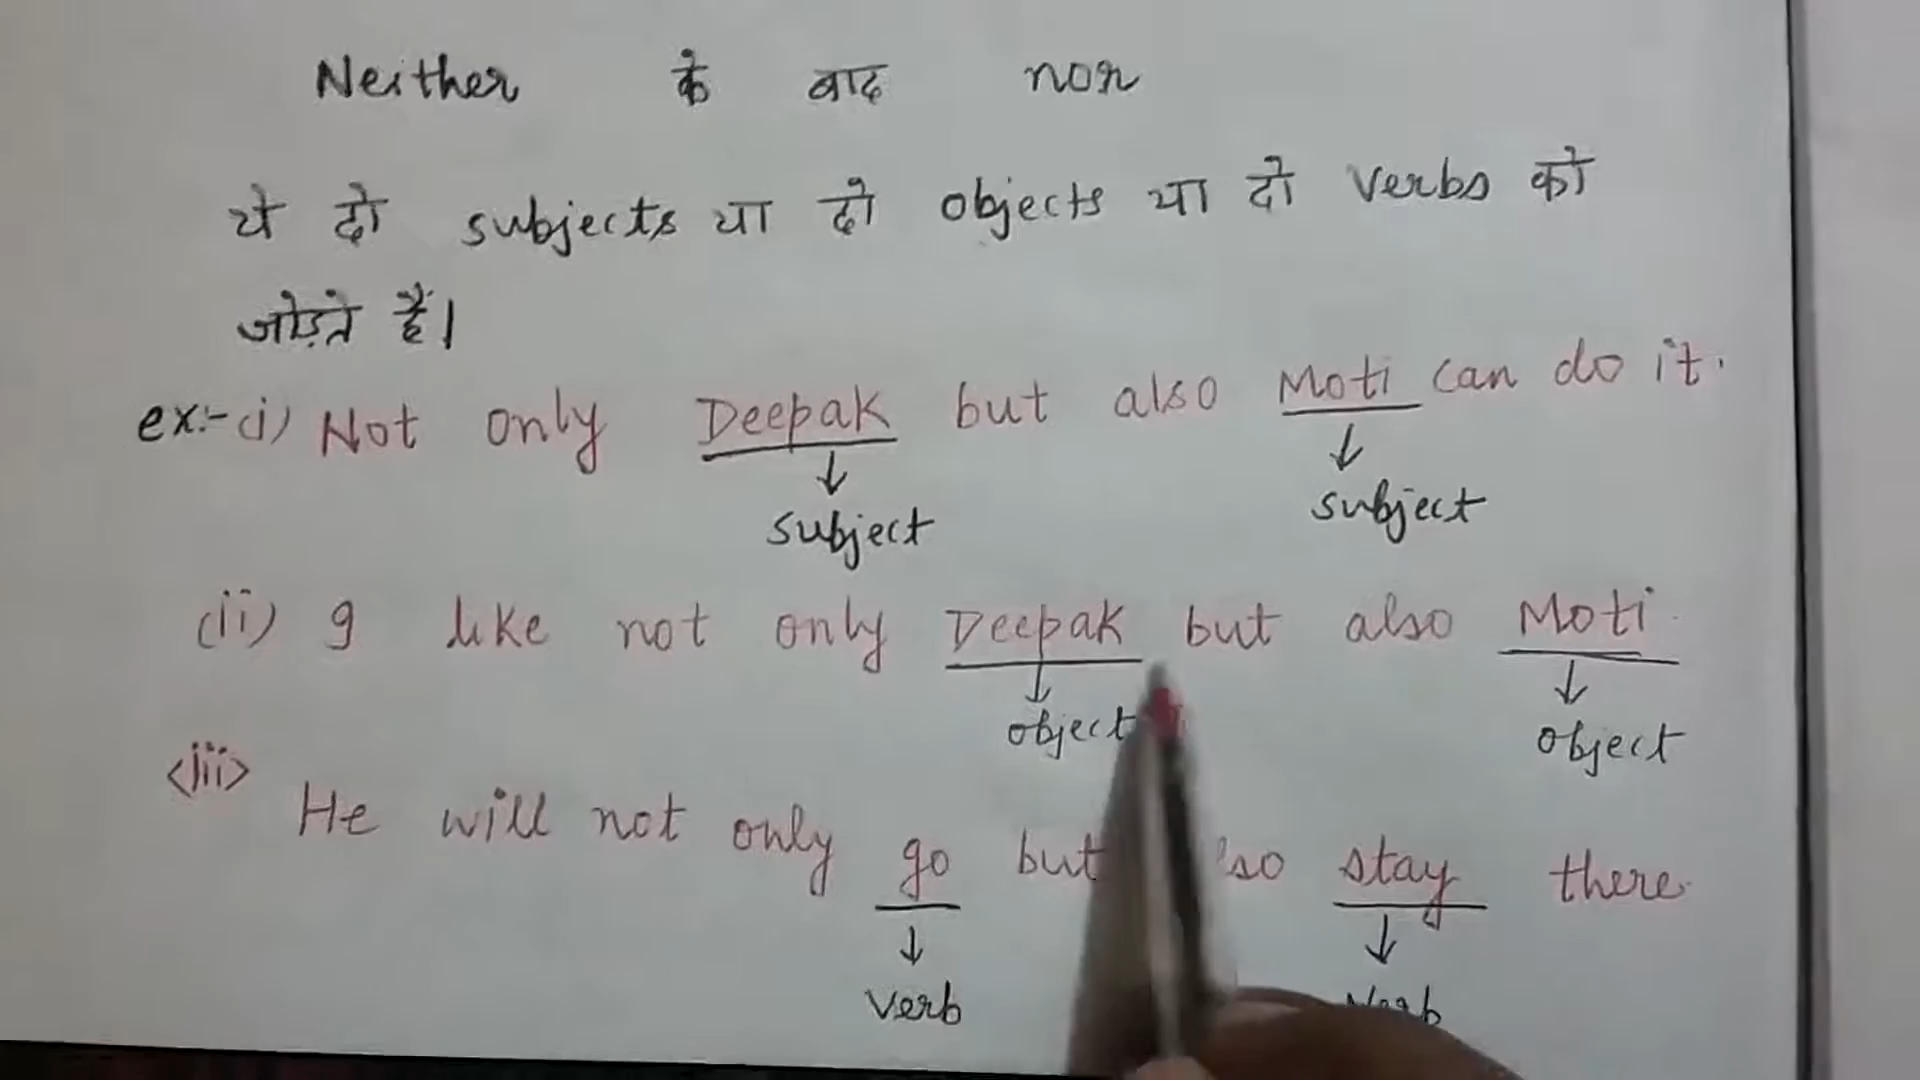 Neither के बाद nor
ये दो subjects या दो objects या दो verbs को
जोड़ते हैं।
ex:- (i) Not only Deepak but also Moti can do it.
subject subject
(ii) I like not only Deepak but also Moti.
object object
<iii> He will not only go but stay there.
verb